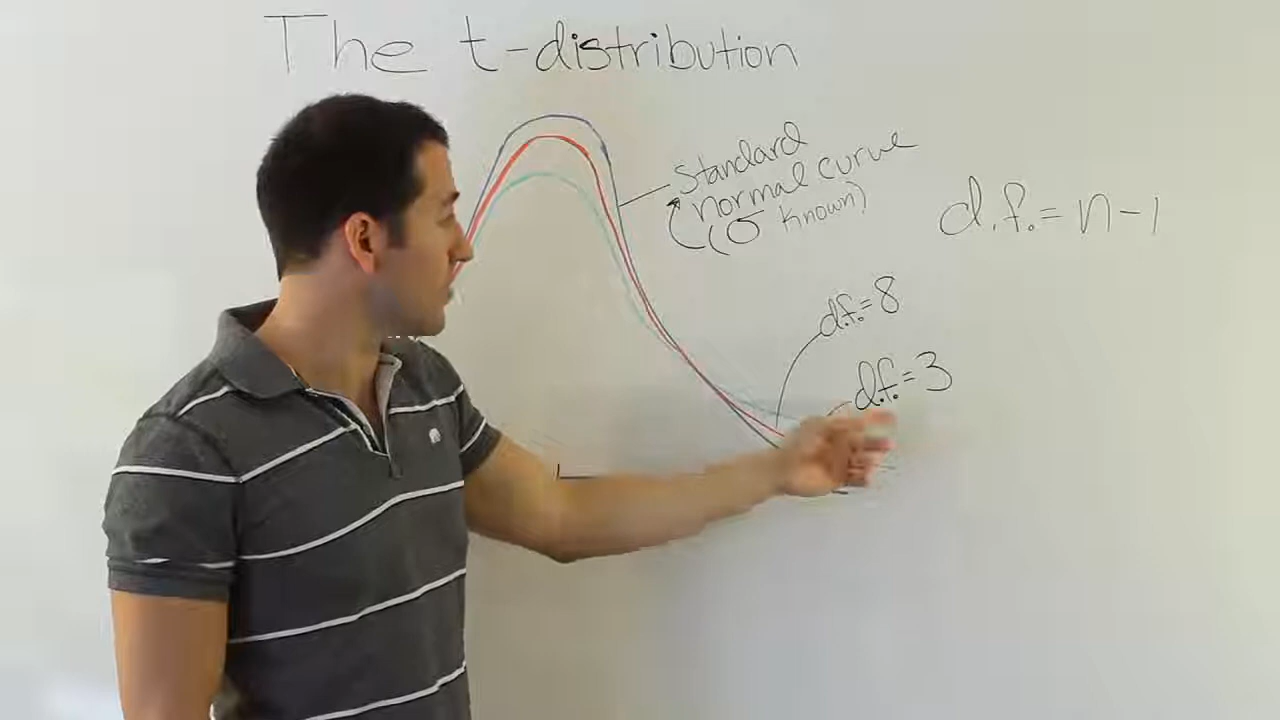 The t-distribution
Standard
normal curve
(σ known)
d.f. = n-1
d.f. = 8
d.f. = 3